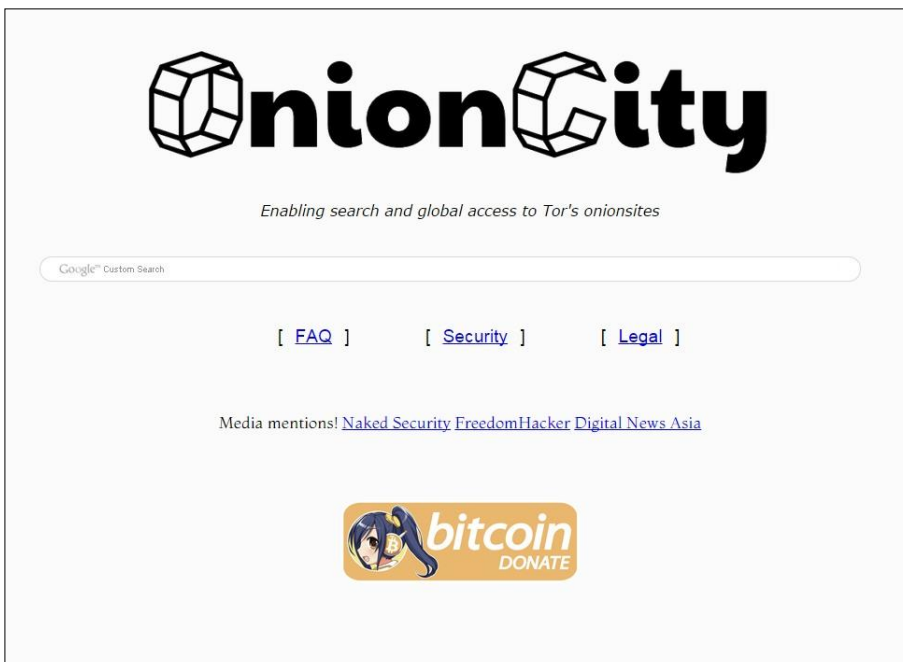 OnionCity
Enabling search and global access to Tor's onionsites
Google™ Custom Search
[ FAQ ] [ Security ] [ Legal ]
Media mentions! Naked Security FreedomHacker Digital News Asia
bitcoin
DONATE